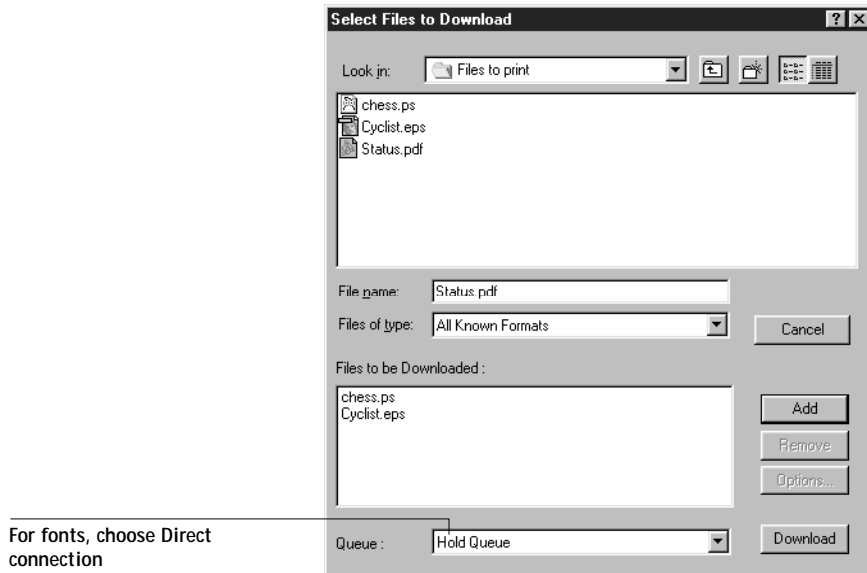 Select Files to Download
Look in: Files to print
chess.ps
Cyclist.eps
Status.pdf
File name: Status.pdf
Files of type: All Known Formats
Cancel
Files to be Downloaded :
chess.ps
Cyclist.eps
Add
Remove
Options...
For fonts, choose Direct
connection
Queue : Hold Queue
Download